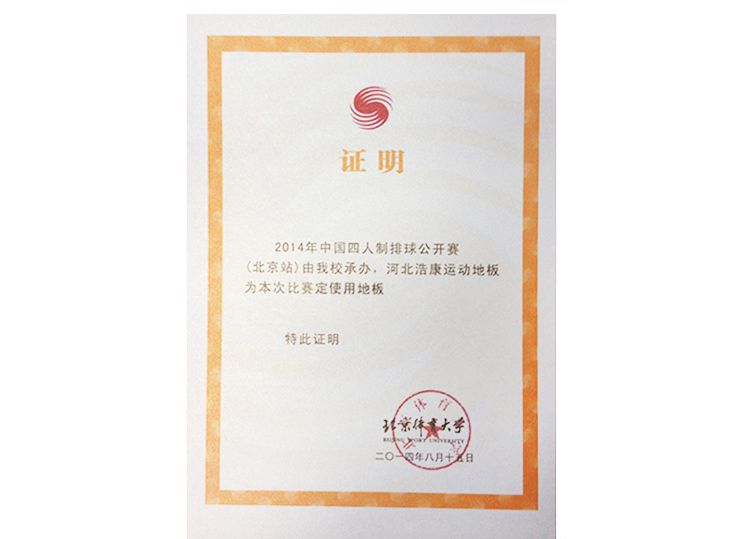 证明
2014年中国四人制排球公开赛
(北京站)由我校承办，河北浩康运动地板
为本次比赛定使用地板
特此证明
体育
北京体育大学
BEIJING SPORT UNIVERSITY
二〇一四年八月十五日